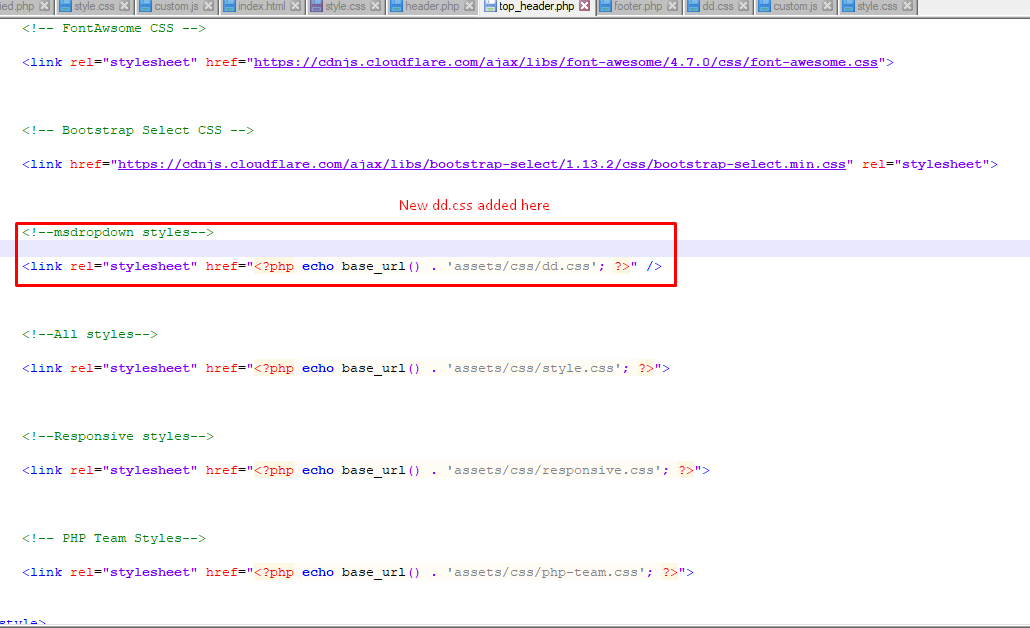 ied.php style.css custom.js index.html style.css header.php top_header.php footer.php dd.css custom.js style.css
<!-- FontAwsome CSS -->
<link rel="stylesheet" href="https://cdnjs.cloudflare.com/ajax/libs/font-awesome/4.7.0/css/font-awesome.css">
<!-- Bootstrap Select CSS -->
<link href="https://cdnjs.cloudflare.com/ajax/libs/bootstrap-select/1.13.2/css/bootstrap-select.min.css" rel="stylesheet">
New dd.css added here
<!--msdropdown styles-->
<link rel="stylesheet" href="<?php echo base_url() . 'assets/css/dd.css'; ?>" />
<!--All styles-->
<link rel="stylesheet" href="<?php echo base_url() . 'assets/css/style.css'; ?>">
<!--Responsive styles-->
<link rel="stylesheet" href="<?php echo base_url() . 'assets/css/responsive.css'; ?>">
<!-- PHP Team Styles-->
<link rel="stylesheet" href="<?php echo base_url() . 'assets/css/php-team.css'; ?>">
style>